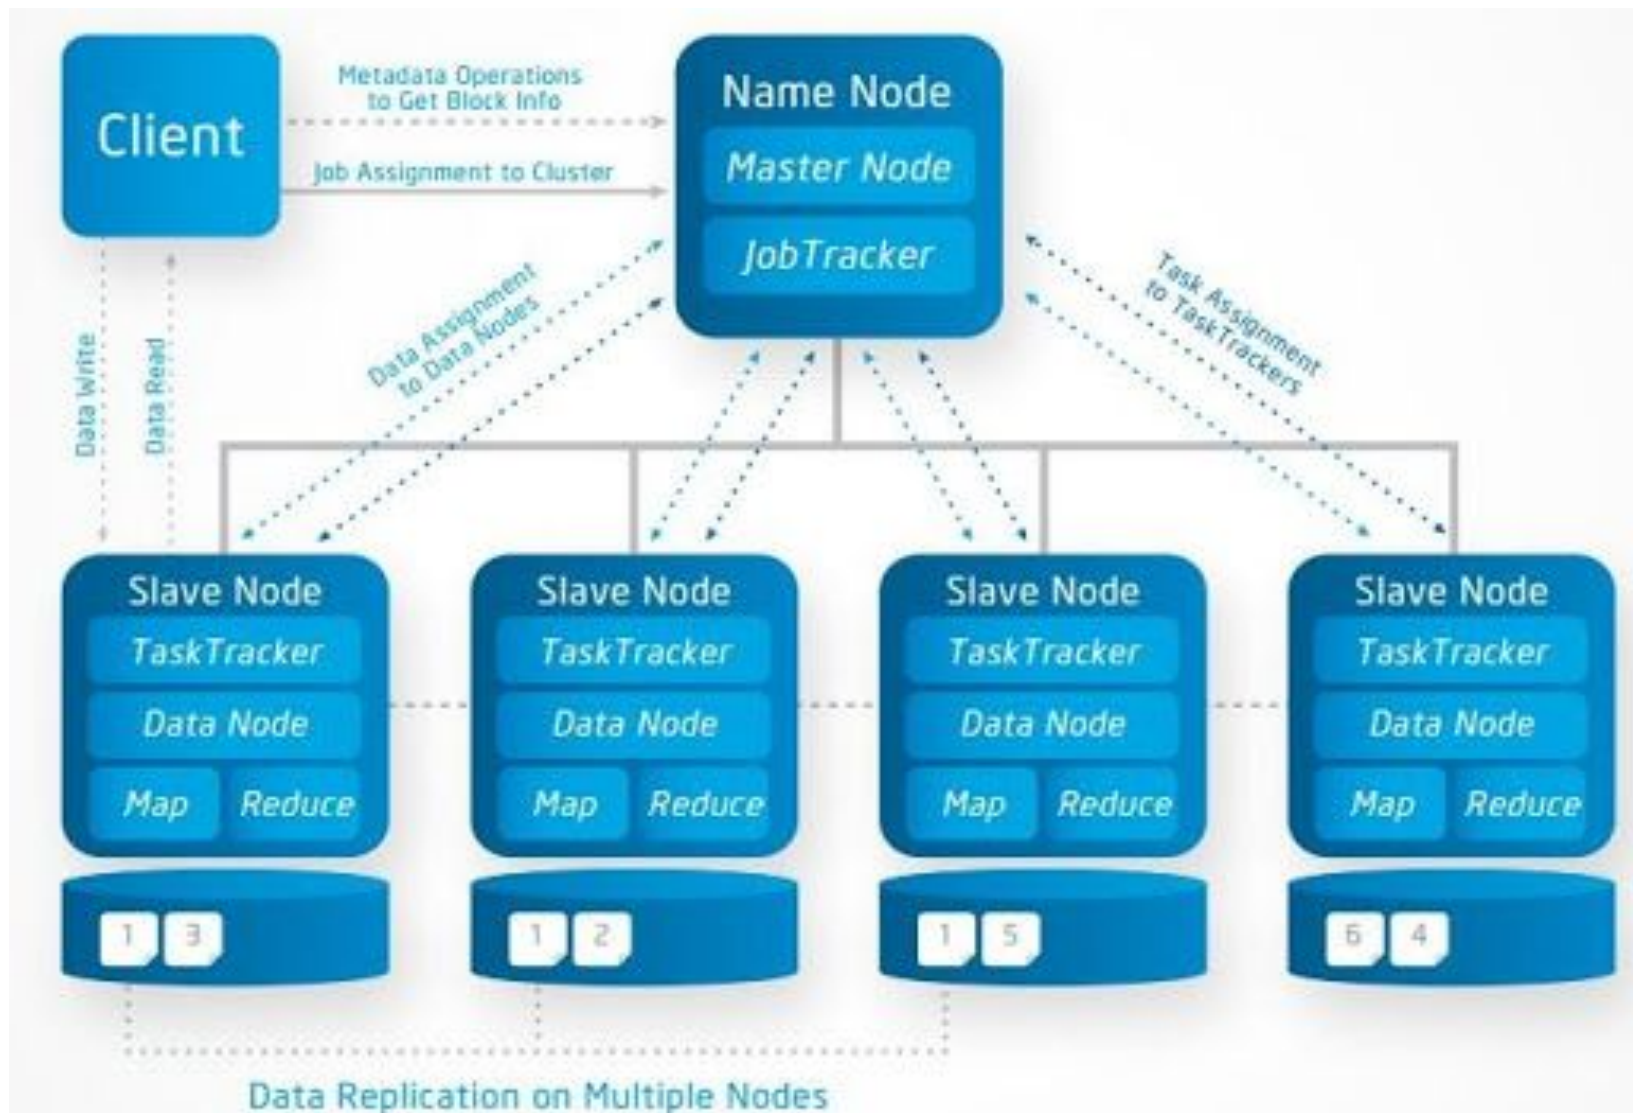 Client
Metadata Operations
to Get Block Info
Job Assignment to Cluster
Name Node
Master Node
JobTracker
Data Write
Data Read
Data Assignment
to Data Nodes
Task Assignment
to TaskTrackers
Slave Node
TaskTracker
Data Node
Map Reduce
1 3
Slave Node
TaskTracker
Data Node
Map Reduce
1 2
Slave Node
TaskTracker
Data Node
Map Reduce
1 5
Slave Node
TaskTracker
Data Node
Map Reduce
6 4
Data Replication on Multiple Nodes